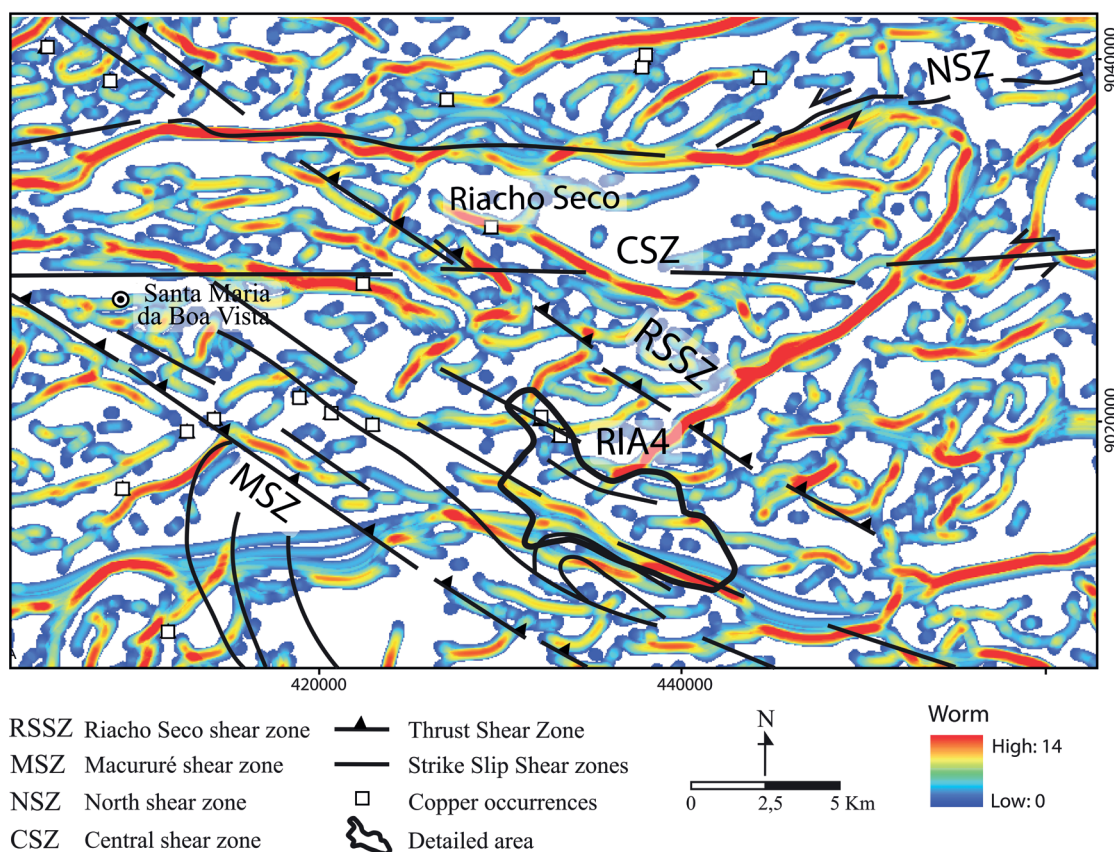 NSZ
9040000
Riacho Seco
CSZ
Santa Maria
da Boa Vista
RSSZ
9020000
RIA4
MSZ
420000
440000
RSSZ Riacho Seco shear zone
MSZ Macururé shear zone
NSZ North shear zone
CSZ Central shear zone
Thrust Shear Zone
Strike Slip Shear zones
Copper occurrences
Detailed area
N
0 2,5 5 Km
Worm
High: 14
Low: 0